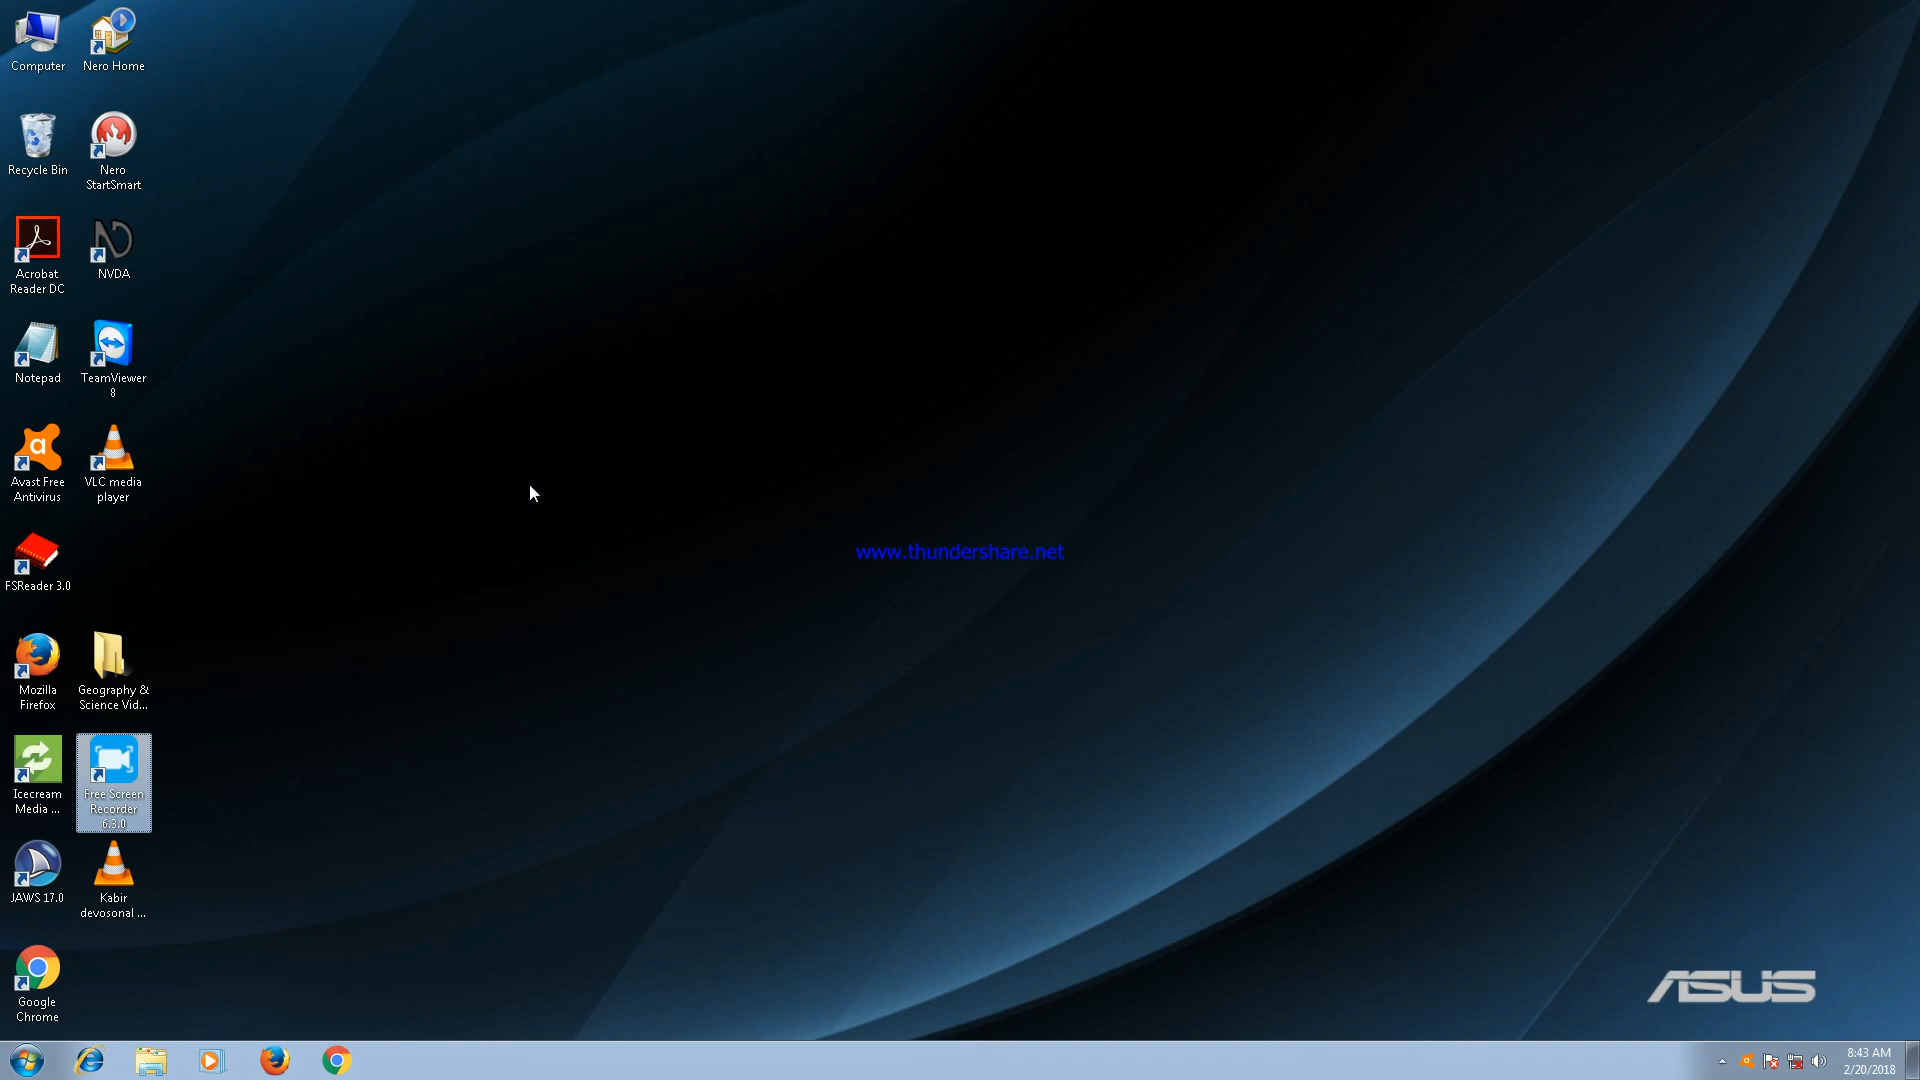 Computer
Nero Home
Recycle Bin
Nero
StartSmart
Acrobat
Reader DC
NVDA
Notepad
TeamViewer
8
Avast Free
Antivirus
VLC media
player
FSReader 3.0
Mozilla
Firefox
Geography &
Science Vid...
Icecream
Media ...
Free Screen
Recorder
6.3.0
JAWS 17.0
Kabir
devosonal ...
Google
Chrome
www.thundershare.net
ASUS
8:43 AM
2/20/2018